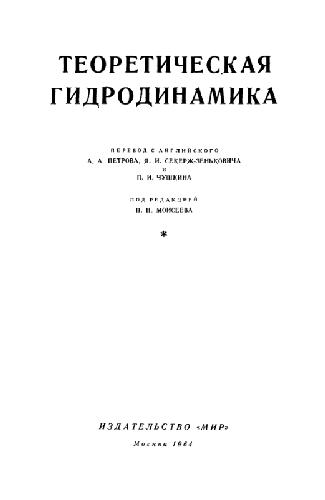 ТЕОРЕТИЧЕСКАЯ
ГИДРОДИНАМИКА
ПЕРЕВОД С АНГЛИЙСКОГО
А. А. ПЕТРОВА, Я. И. СЕКЕРЖ-ЗЕНЬКОВИЧА
И
П. И. ЧУШКИНА
ПОД РЕДАКЦИЕЙ
Н. Н. МОИСЕЕВА
*
ИЗДАТЕЛЬСТВО «МИР»
Москва 1964